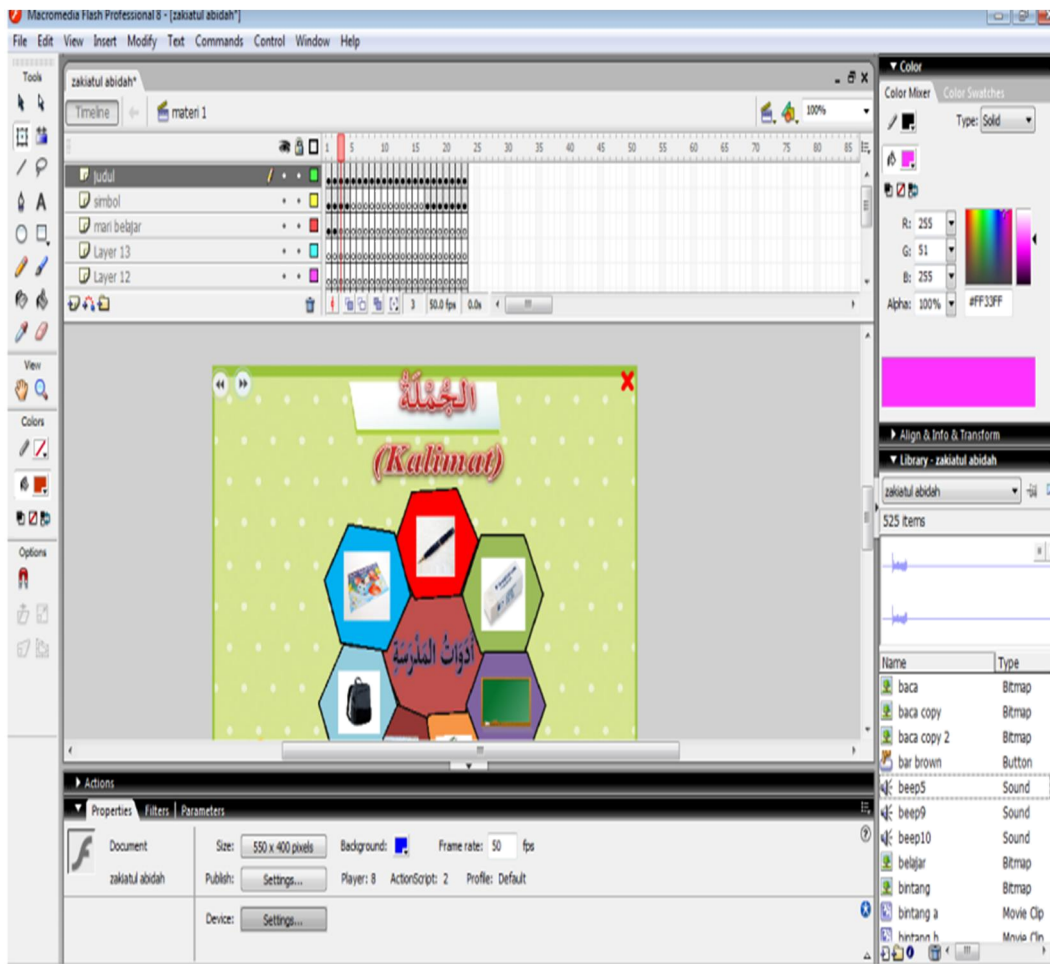 Macromedia Flash Professional 8 - [zakiatul abidah*]
File Edit View Insert Modify Text Commands Control Window Help
Tools
View
Colors
Options
zakiatul abidah*
Timeline
materi 1
100%
1 5 10 15 20 25 30 35 40 45 50 55 60 65 70 75 80 85
judul
simbol
mari belajar
Layer 13
Layer 12
3 50.0 fps 0.0s
الجُمْلَةُ
(Kalimat)
أَدَوَاتُ المَدْرَسَةِ
Actions
Properties Filters Parameters
Document
zakiatul abidah
Size: 550 x 400 pixels Background: Frame rate: 50 fps
Publish: Settings... Player: 8 ActionScript: 2 Profile: Default
Device: Settings...
Color
Color Mixer Color Swatches
Type: Solid
R: 255
G: 51
B: 255
Alpha: 100% #FF33FF
Align & Info & Transform
Library - zakiatul abidah
zakiatul abidah
525 items
Name Type
baca Bitmap
baca copy Bitmap
baca copy 2 Bitmap
bar brown Button
beep5 Sound
beep9 Sound
beep10 Sound
belajar Bitmap
bintang Bitmap
bintang a Movie Clip
bintang b Movie Clip